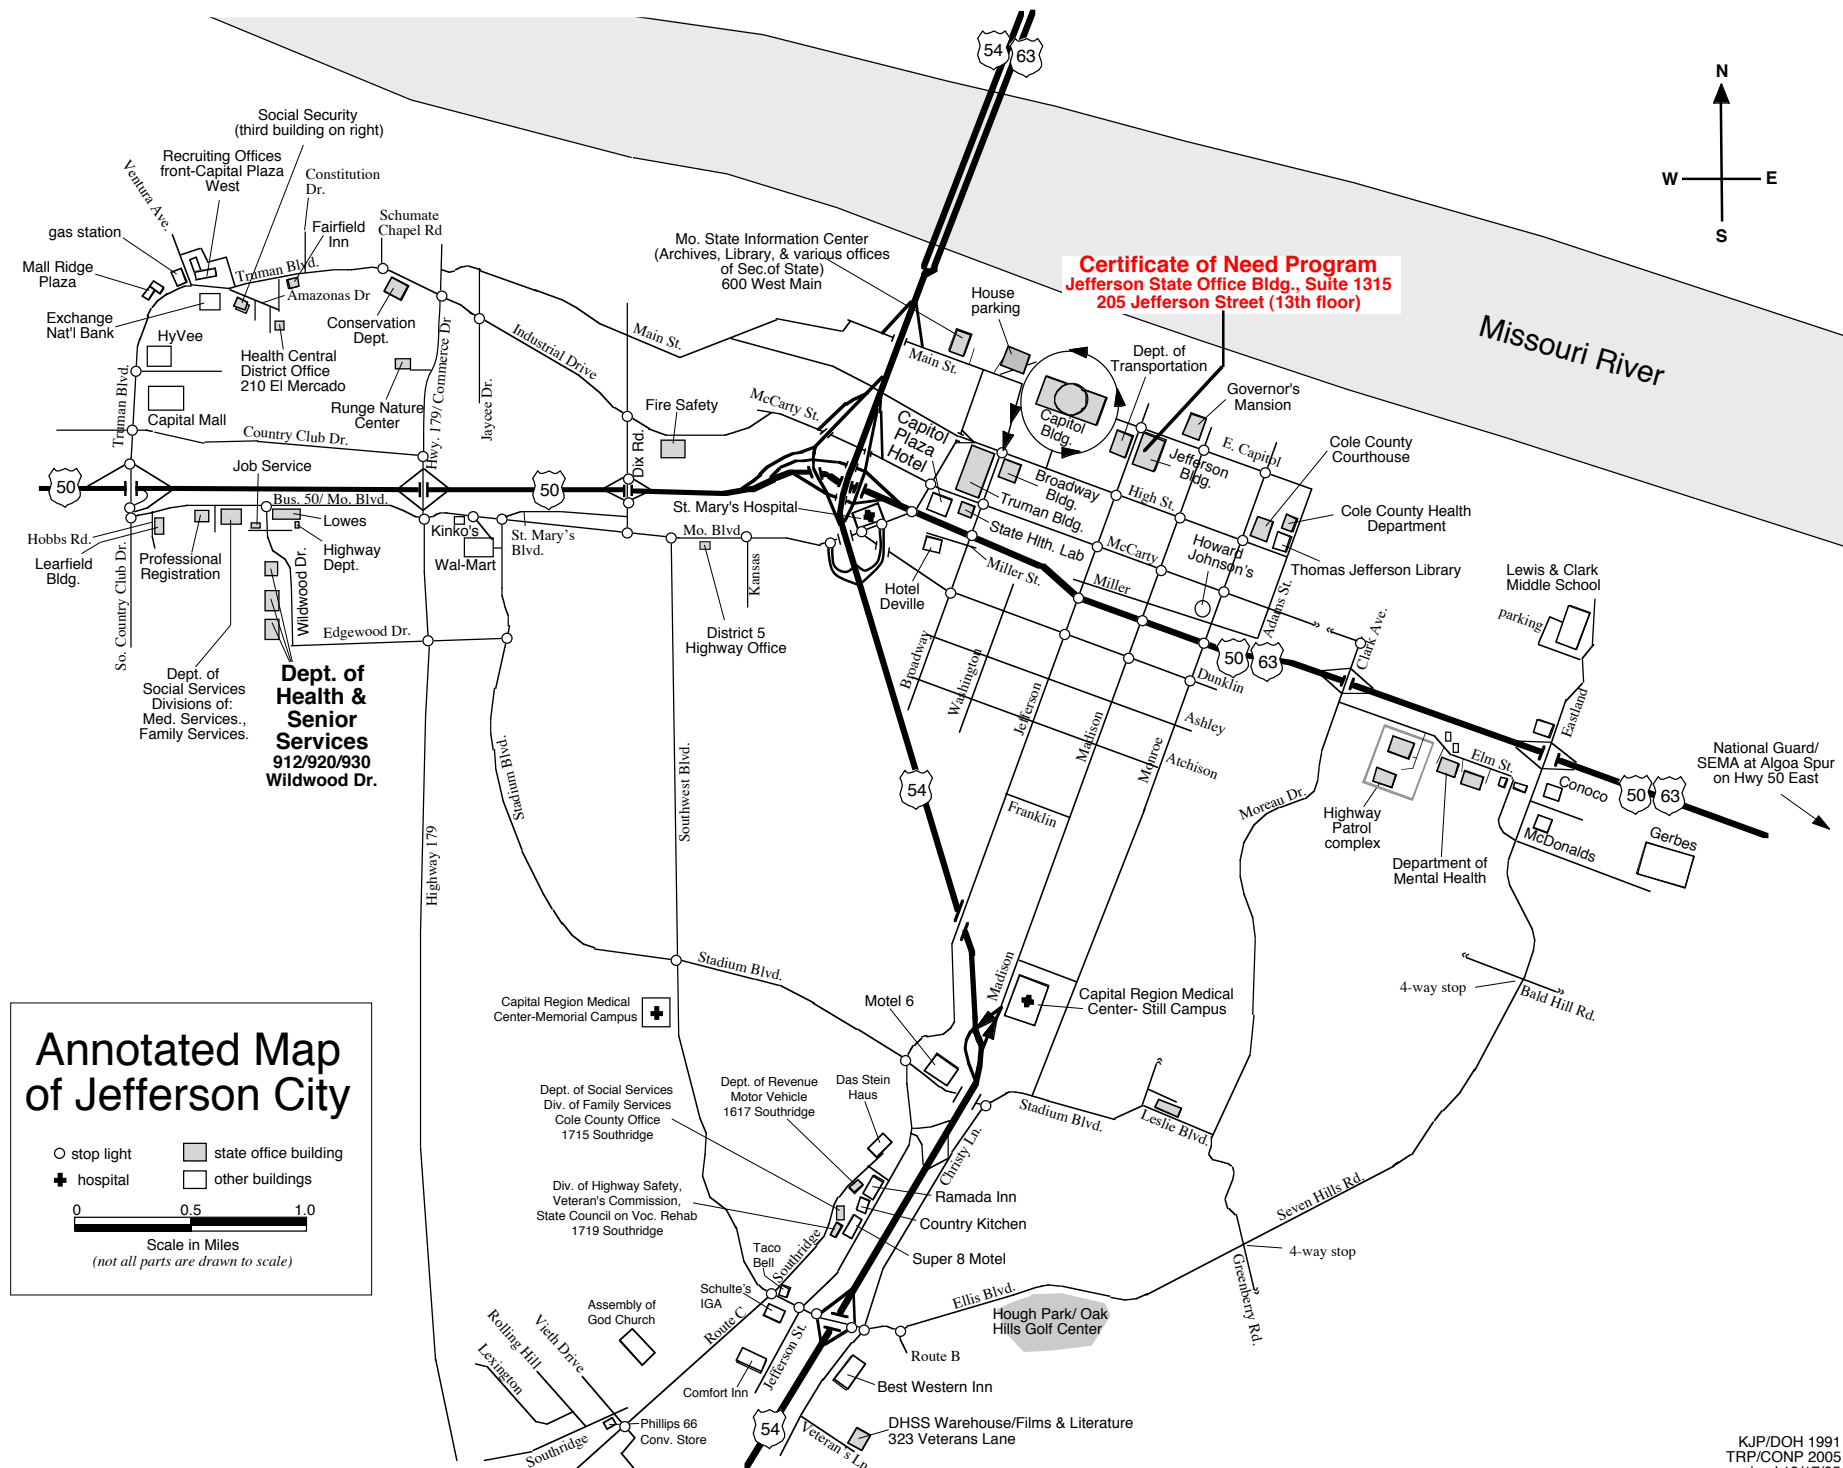 54
63
N
W
E
S
Social Security
(third building on right)
Recruiting Offices
front-Capital Plaza
West
Constitution
Dr.
Ventura Ave.
gas station
Fairfield
Inn
Schumate
Chapel Rd
Mall Ridge
Plaza
Truman Blvd.
Amazonas Dr
Exchange
Nat'l Bank
HyVee
Conservation
Dept.
Health Central
District Office
210 El Mercado
Runge Nature
Center
Capital Mall
Truman Blvd.
Country Club Dr.
Hwy. 179/ Commerce Dr
Jaycee Dr.
Industrial Drive
Main St.
Dix Rd.
Fire Safety
McCarty St.
Mo. State Information Center
(Archives, Library, & various offices
of Sec.of State)
600 West Main
House
parking
Certificate of Need Program
Jefferson State Office Bldg., Suite 1315
205 Jefferson Street (13th floor)
Missouri River
Main St.
Dept. of
Transportation
Governor's
Mansion
Capitol
Bldg.
Capitol
Plaza
Hotel
E. Capitol
Jefferson
Bldg.
Cole County
Courthouse
Job Service
50
50
Bus. 50/ Mo. Blvd.
Lowes
Highway
Dept.
Hobbs Rd.
Learfield
Bldg.
Professional
Registration
So. Country Club Dr.
Wildwood Dr.
Edgewood Dr.
Kinko's
Wal-Mart
St. Mary's
Blvd.
St. Mary's Hospital
Mo. Blvd
Kansas
District 5
Highway Office
Broadway
Bldg.
Truman Bldg.
State Hlth. Lab
High St.
McCarty
Howard
Johnson's
Cole County Health
Department
Thomas Jefferson Library
Hotel
Deville
Miller St.
Miller
Adams St.
Lewis & Clark
Middle School
parking
Clark Ave.
50
63
Dept. of
Social Services
Divisions of:
Med. Services.,
Family Services.
Dept. of
Health &
Senior
Services
912/920/930
Wildwood Dr.
Broadway
Washington
Jefferson
Madison
Monroe
Dunklin
Ashley
Atchison
Franklin
Stadium Blvd.
Southwest Blvd.
Highway 179
54
Moreau Dr.
Eastland
Elm St.
Highway
Patrol
complex
Department of
Mental Health
Conoco
McDonalds
50
63
Gerbes
National Guard/
SEMA at Algoa Spur
on Hwy 50 East
Stadium Blvd.
4-way stop
Bald Hill Rd.
Capital Region Medical
Center-Memorial Campus
Motel 6
Madison
Capital Region Medical
Center- Still Campus
Annotated Map
of Jefferson City
stop light
state office building
hospital
other buildings
0
0.5
1.0
Scale in Miles
(not all parts are drawn to scale)
Dept. of Social Services
Div. of Family Services
Cole County Office
1715 Southridge
Dept. of Revenue
Motor Vehicle
1617 Southridge
Das Stein
Haus
Stadium Blvd.
Leslie Blvd.
Christy Ln.
Div. of Highway Safety,
Veteran's Commission,
State Council on Voc. Rehab
1719 Southridge
Ramada Inn
Country Kitchen
Super 8 Motel
Seven Hills Rd.
4-way stop
Greenberry Rd.
Taco
Bell
Southridge
Schulte's
IGA
Route C
Ellis Blvd.
Hough Park/ Oak
Hills Golf Center
Assembly of
God Church
Rolling Hill
Vieth Drive
Lexington
Jefferson St.
Comfort Inn
Route B
Best Western Inn
Phillips 66
Conv. Store
Southridge
54
Veteran's Ln.
DHSS Warehouse/Films & Literature
323 Veterans Lane
KJP/DOH 1991
TRP/CONP 2005